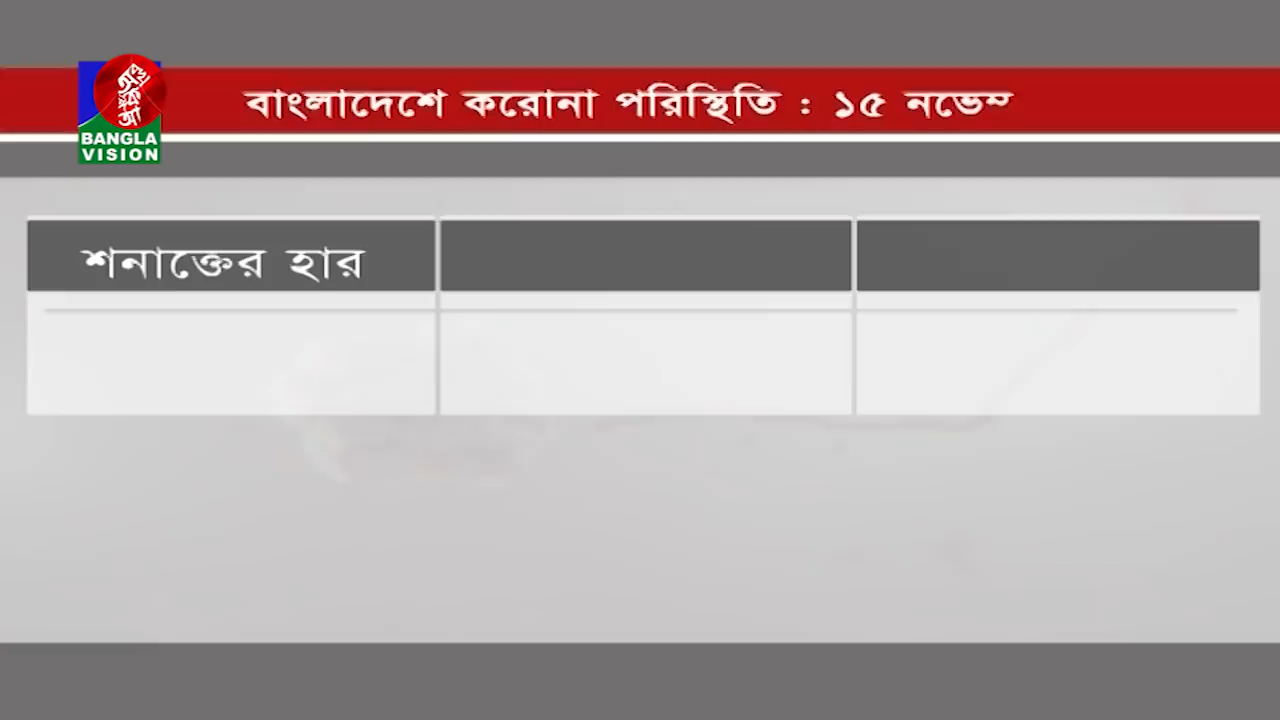 বাংলাদেশে করোনা পরিস্থিতি : ১৫ নভেম
BANGLA
VISION
শনাক্তের হার